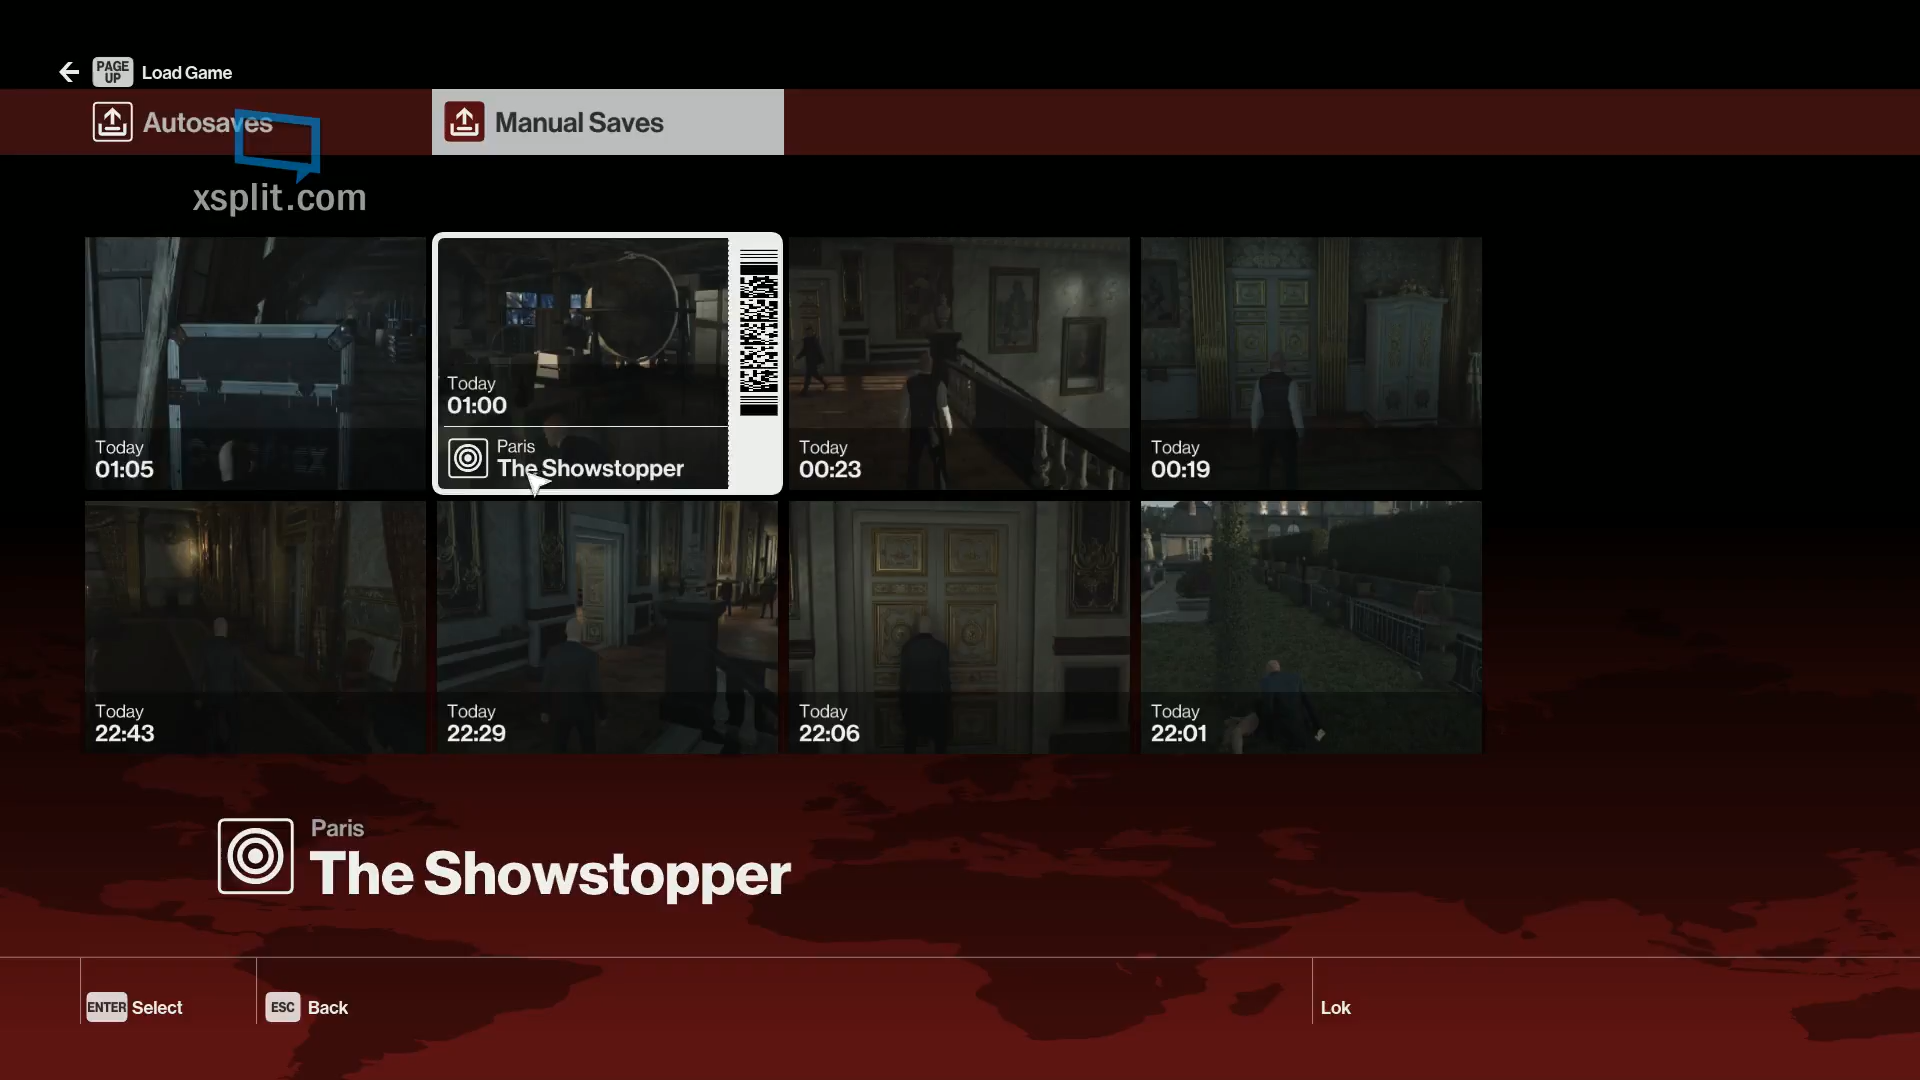 PAGE UP Load Game
Autosaves
Manual Saves
xsplit.com
Today
01:05
Today
01:00
Paris
The Showstopper
Today
00:23
Today
00:19
Today
22:43
Today
22:29
Today
22:06
Today
22:01
Paris
The Showstopper
ENTER Select
ESC Back
Lok